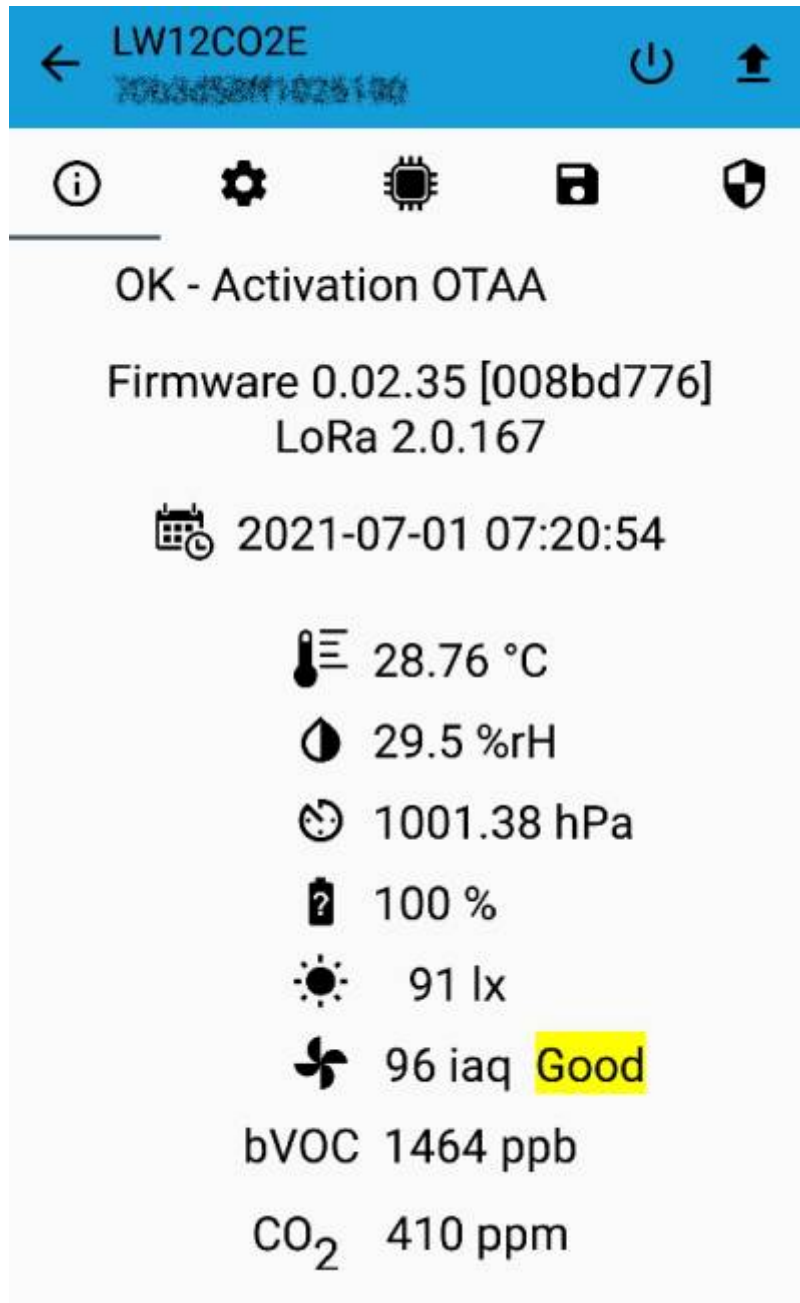 LW12CO2E
OK - Activation OTAA
Firmware 0.02.35 [008bd776]
LoRa 2.0.167
2021-07-01 07:20:54
28.76 °C
29.5 %rH
1001.38 hPa
? 100 %
91 lx
96 iaq Good
bVOC 1464 ppb
CO₂ 410 ppm